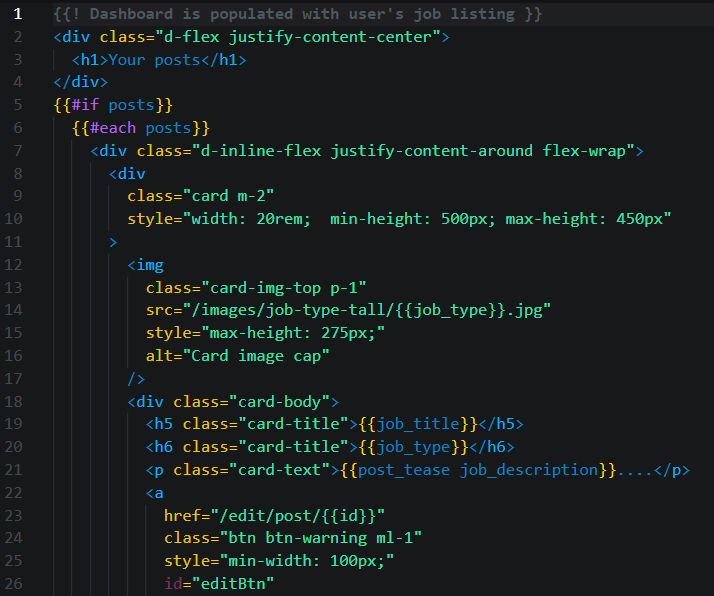 1 {{! Dashboard is populated with user's job listing }}
2 <div class="d-flex justify-content-center">
3 <h1>Your posts</h1>
4 </div>
5 {{#if posts}}
6 {{#each posts}}
7 <div class="d-inline-flex justify-content-around flex-wrap">
8 <div
9 class="card m-2"
10 style="width: 20rem;  min-height: 500px; max-height: 450px"
11 >
12 <img
13 class="card-img-top p-1"
14 src="/images/job-type-tall/{{job_type}}.jpg"
15 style="max-height: 275px;"
16 alt="Card image cap"
17 />
18 <div class="card-body">
19 <h5 class="card-title">{{job_title}}</h5>
20 <h6 class="card-title">{{job_type}}</h6>
21 <p class="card-text">{{post_tease job_description}}....</p>
22 <a
23 href="/edit/post/{{id}}"
24 class="btn btn-warning ml-1"
25 style="min-width: 100px;"
26 id="editBtn"